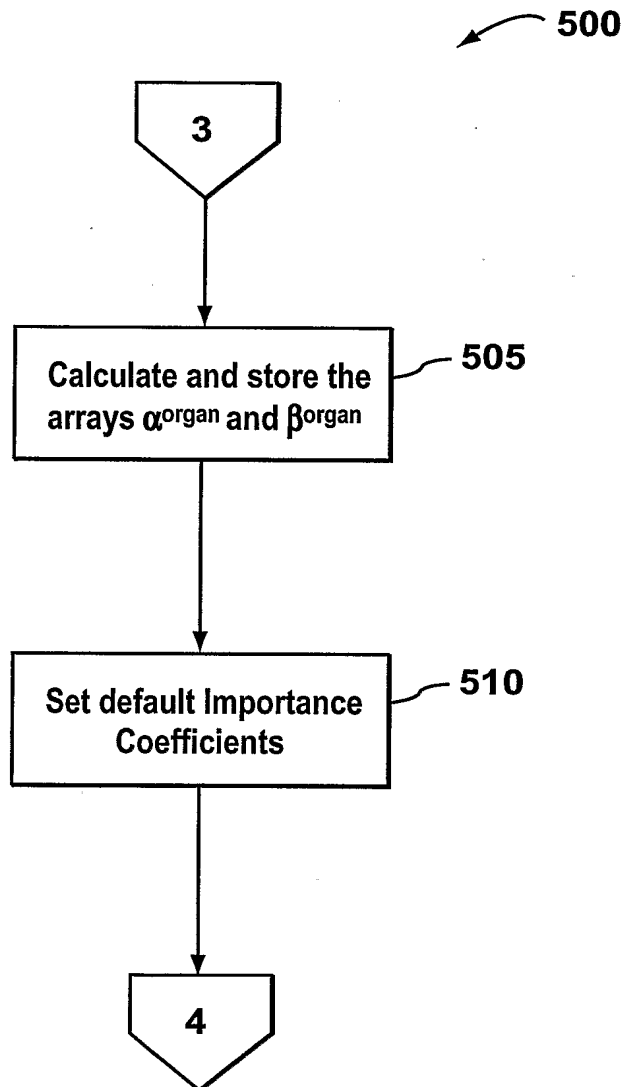 500
3
Calculate and store the
arrays αorgan and βorgan
505
Set default Importance
Coefficients
510
4